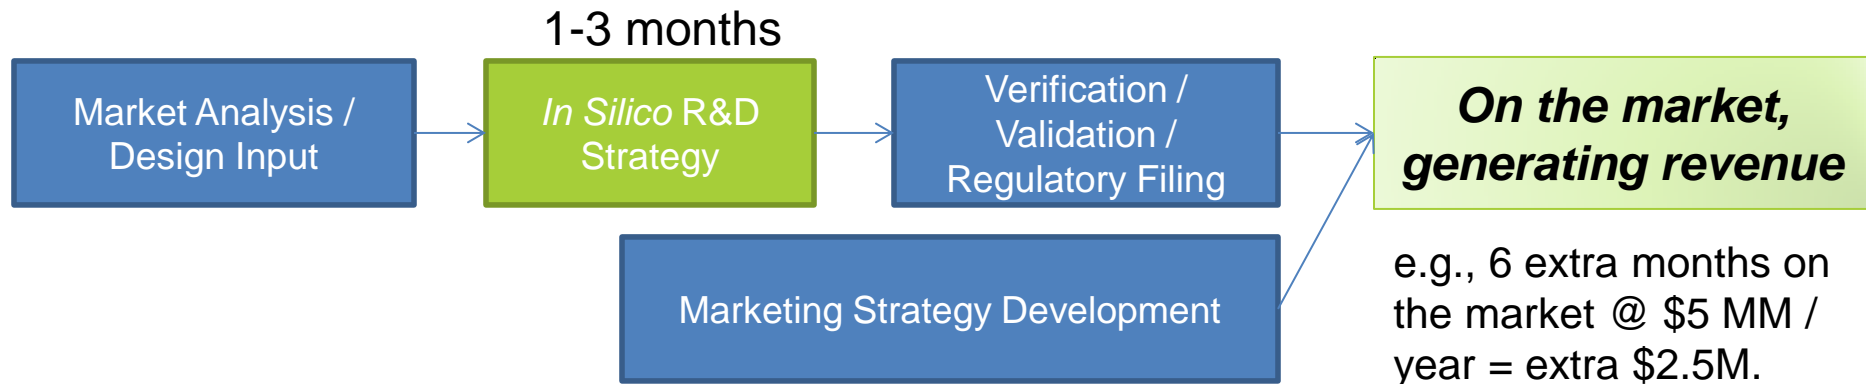 1-3 months
Market Analysis /
Design Input
In Silico R&D
Strategy
Verification /
Validation /
Regulatory Filing
On the market,
generating revenue
Marketing Strategy Development
e.g., 6 extra months on
the market @ $5 MM /
year = extra $2.5M.